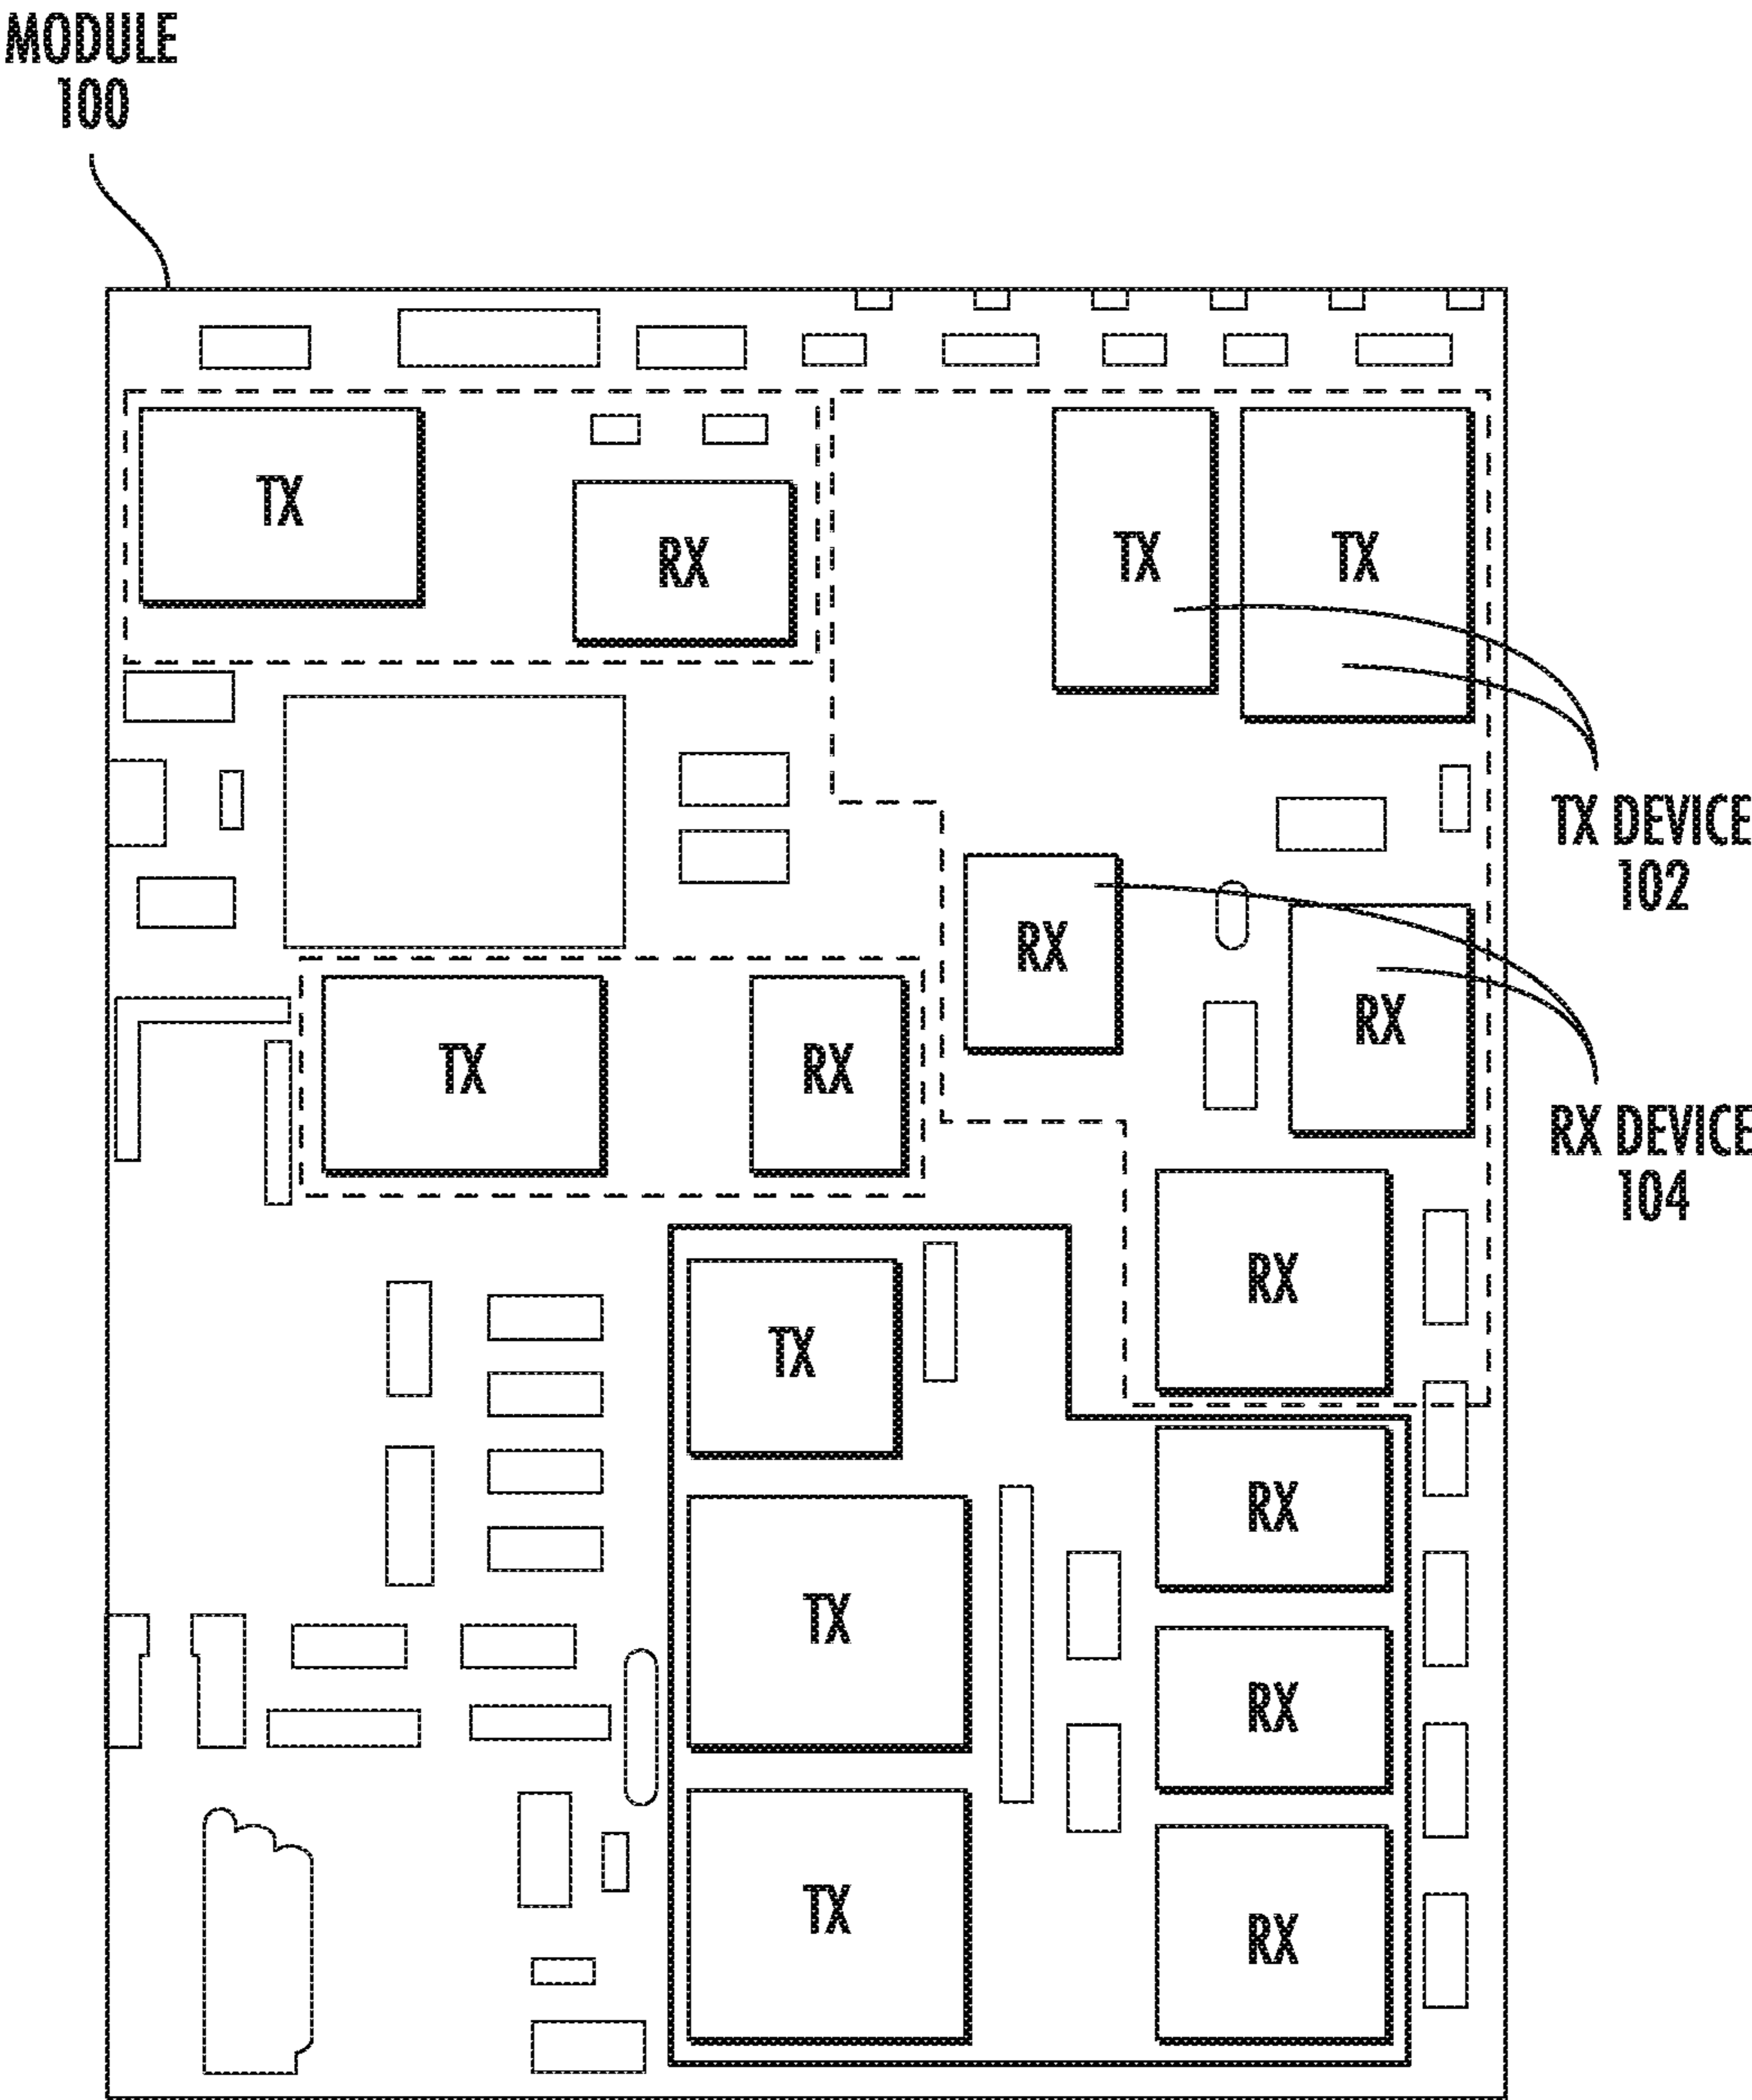 MODULE
100
TX
RX
TX
TX
TX DEVICE
102
RX
RX
TX
RX
RX DEVICE
104
RX
TX
RX
TX
RX
TX
RX